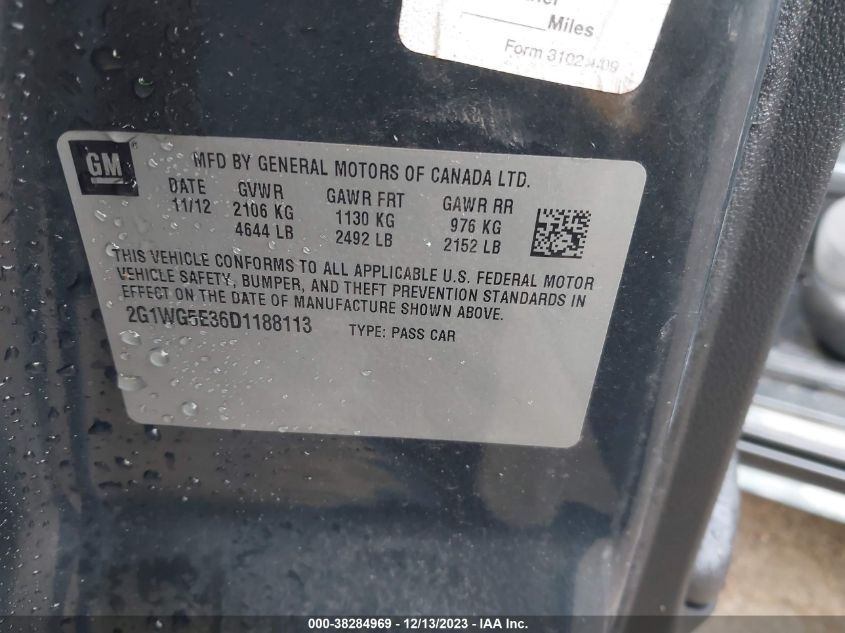 Miles
Form 3102
GM
MFD BY GENERAL MOTORS OF CANADA LTD.
DATE GVWR GAWR FRT GAWR RR
11/12 2106 KG 1130 KG 976 KG
4644 LB 2492 LB 2152 LB
THIS VEHICLE CONFORMS TO ALL APPLICABLE U.S. FEDERAL MOTOR
VEHICLE SAFETY, BUMPER, AND THEFT PREVENTION STANDARDS IN
EFFECT ON THE DATE OF MANUFACTURE SHOWN ABOVE.
2G1WG5E36D1188113 TYPE: PASS CAR
000-38284969 - 12/13/2023 - IAAI.com